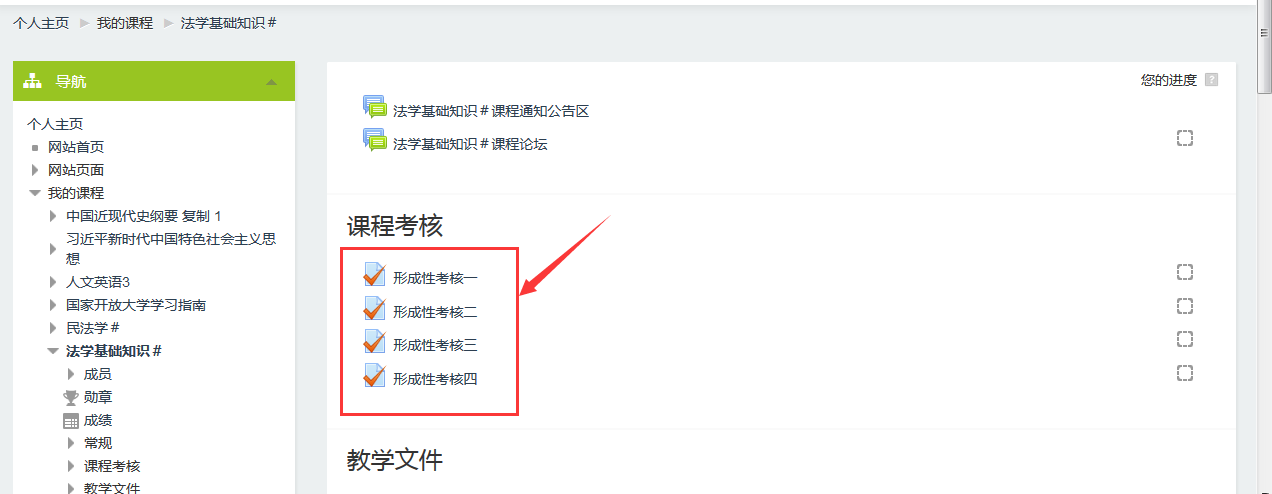 个人主页 我的课程 法学基础知识#
导航
个人主页
网站首页
网站页面
我的课程
中国近现代史纲要 复制 1
习近平新时代中国特色社会主义思
想
人文英语3
国家开放大学学习指南
民法学#
法学基础知识#
成员
勋章
成绩
常规
课程考核
教学文件
您的进度 ?
法学基础知识#课程通知公告区
法学基础知识#课程论坛
课程考核
形成性考核一
形成性考核二
形成性考核三
形成性考核四
教学文件